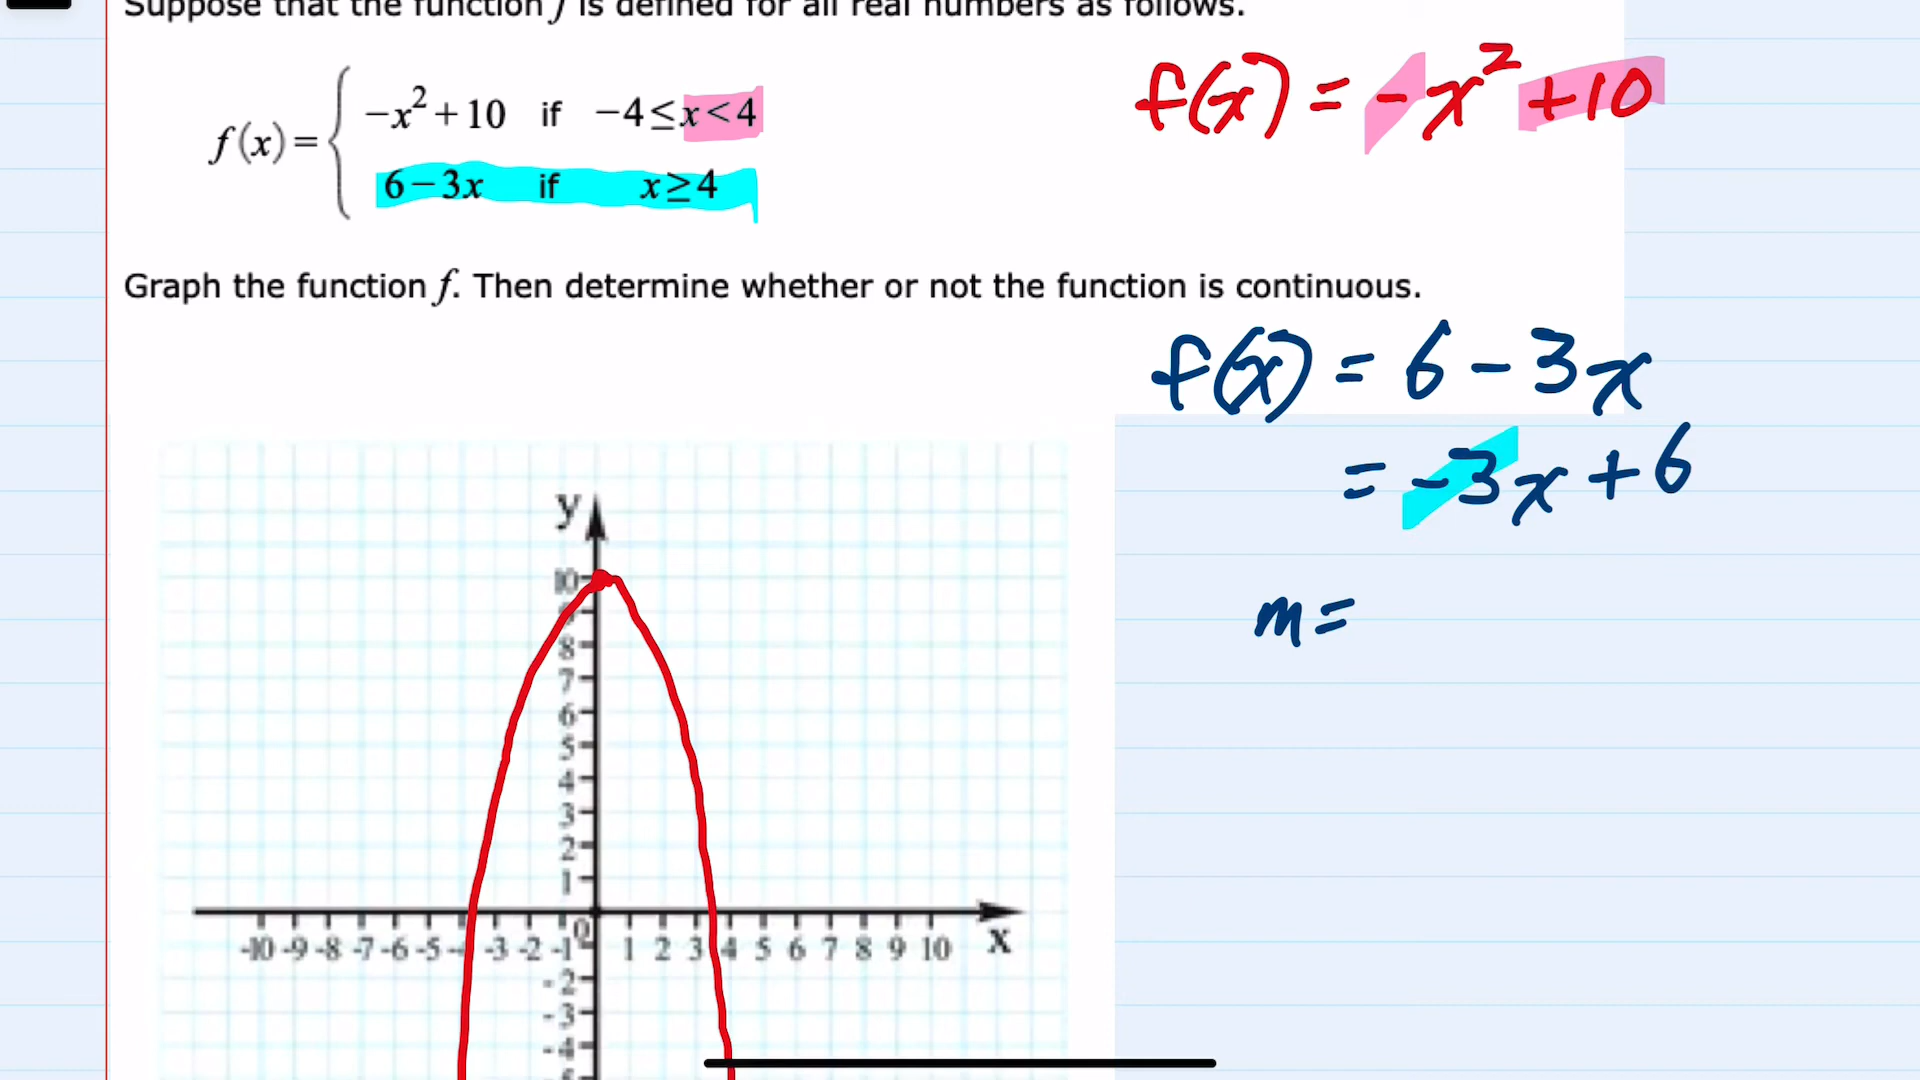 Suppose that the function f is defined for all real numbers as follows.
f(x) = { −x²+10 if −4≤x<4
6−3x if x≥4
f(x) = -x² +10
Graph the function f. Then determine whether or not the function is continuous.
f(x) = 6 - 3x
= -3x + 6
m =
y
10
9
8
7
6
5
4
3
2
1
-10 -9 -8 -7 -6 -5 -4 -3 -2 -1 0 1 2 3 4 5 6 7 8 9 10 x
-2
-3
-4